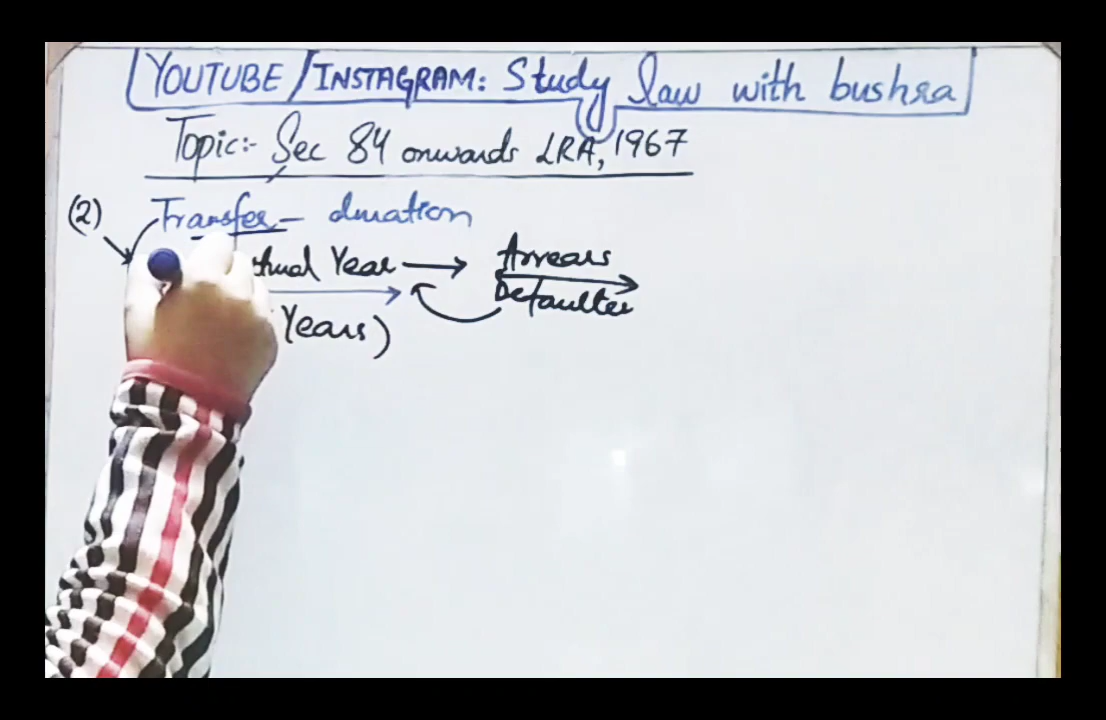 YOUTUBE/INSTAGRAM: Study law with bushra
Topic:- Sec 84 onwards LRA, 1967
(2) Transfer - duration
Year → Arrears
Defaulter
Years)